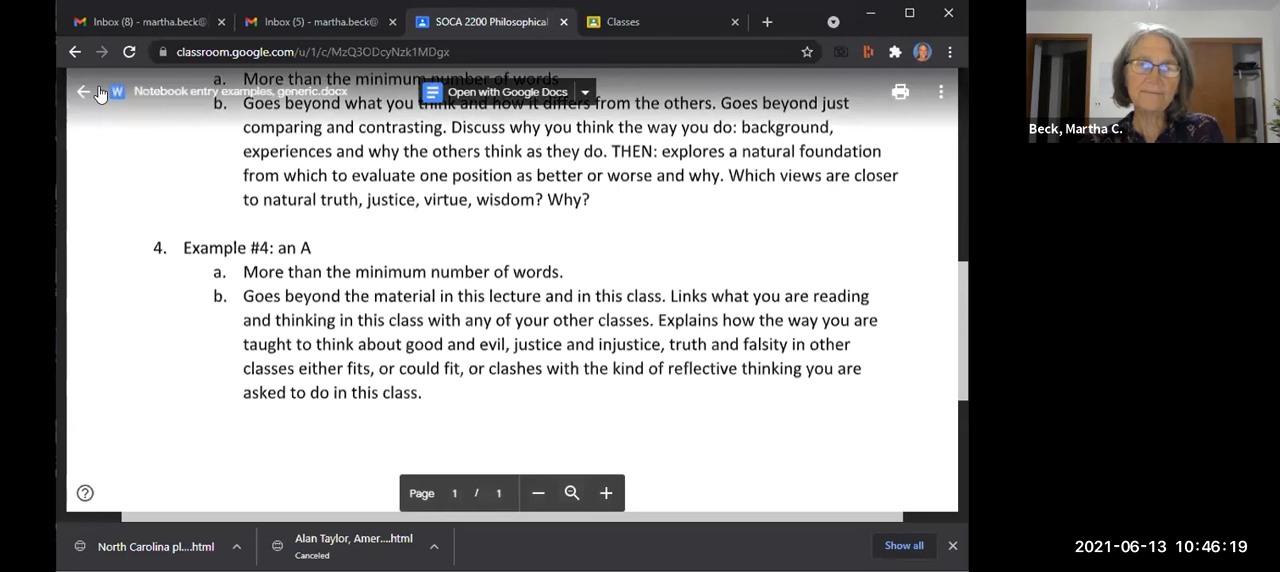 Inbox (8) - martha.beck@
Inbox (5) - martha.beck@
SOCA 2200 Philosophical
Classes
classroom.google.com/u/1/c/MzQ3ODcyNzk1MDgx
a. More than the minimum number of words
Notebook entry examples, generic.docx
Open with Google Docs
b. Goes beyond what you think and how it differs from the others. Goes beyond just
comparing and contrasting. Discuss why you think the way you do: background,
experiences and why the others think as they do. THEN: explores a natural foundation
from which to evaluate one position as better or worse and why. Which views are closer
to natural truth, justice, virtue, wisdom? Why?
4. Example #4: an A
a. More than the minimum number of words.
b. Goes beyond the material in this lecture and in this class. Links what you are reading
and thinking in this class with any of your other classes. Explains how the way you are
taught to think about good and evil, justice and injustice, truth and falsity in other
classes either fits, or could fit, or clashes with the kind of reflective thinking you are
asked to do in this class.
Page 1 / 1
North Carolina pl....html
Alan Taylor, Amer....html
Canceled
Show all
Beck, Martha C.
2021-06-13 10:46:19